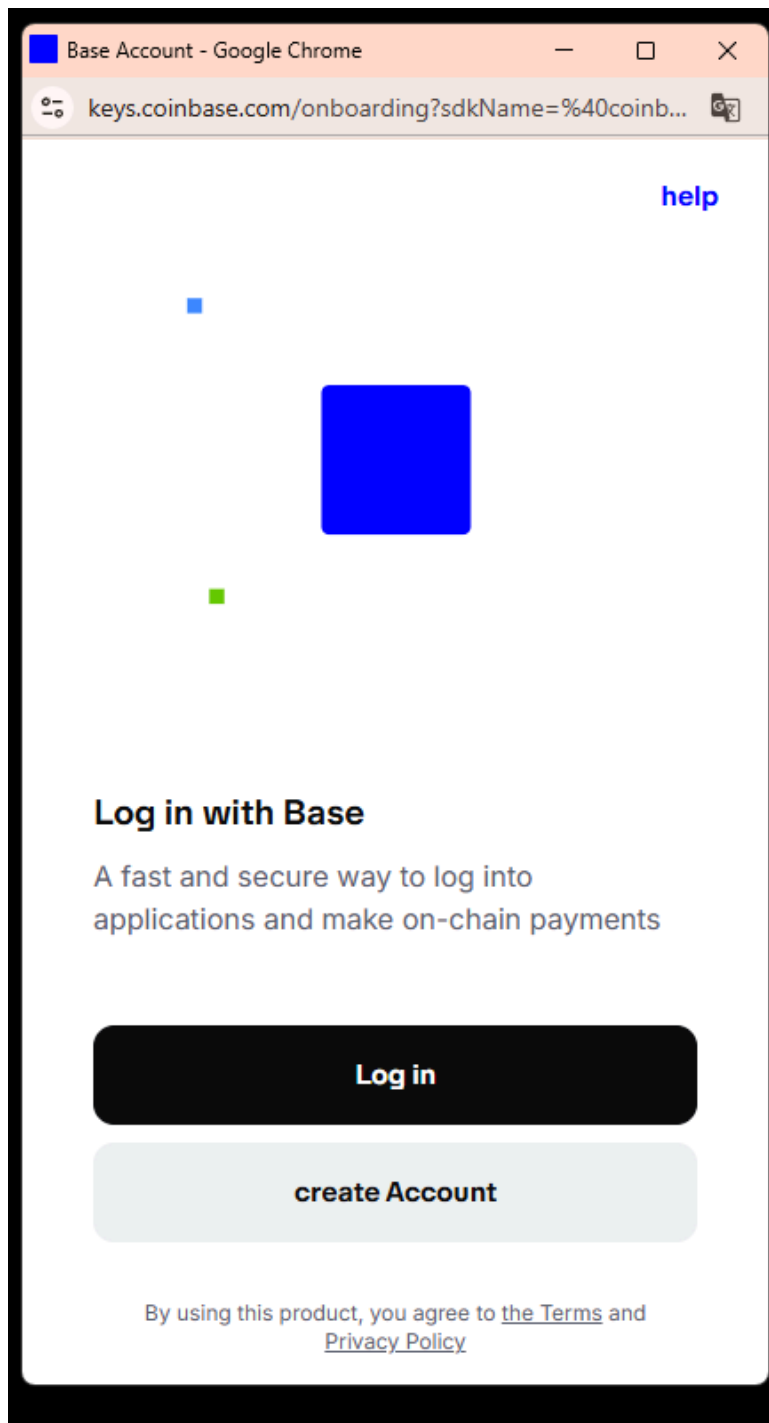 Base Account - Google Chrome
keys.coinbase.com/onboarding?sdkName=%40coinb...
help
Log in with Base
A fast and secure way to log into
applications and make on-chain payments
Log in
create Account
By using this product, you agree to the Terms and
Privacy Policy